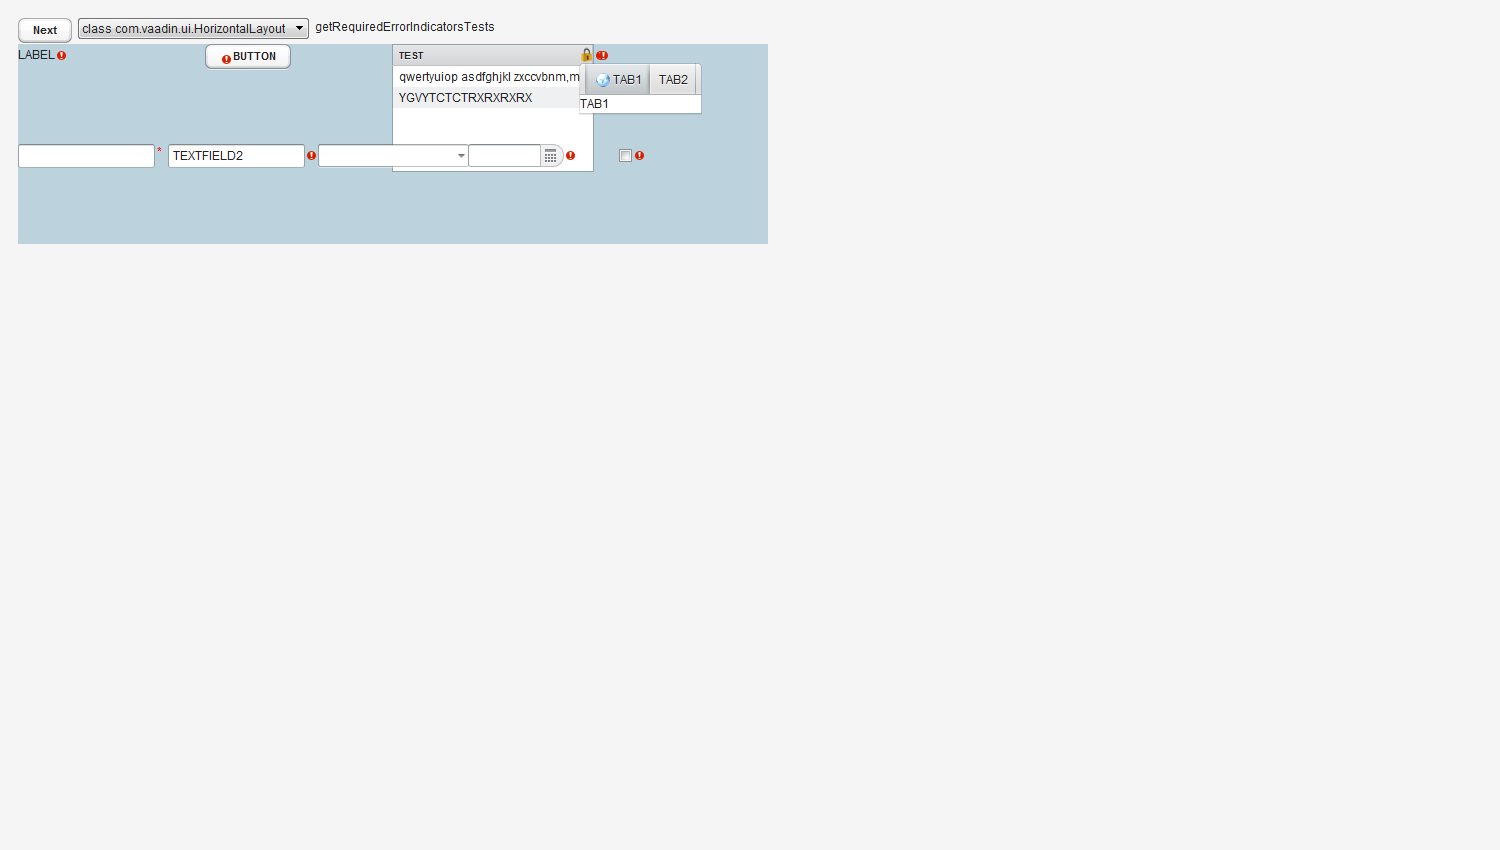 Next class com.vaadin.ui.HorizontalLayout getRequiredErrorIndicatorsTests
LABEL BUTTON TEST
qwertyuiop asdfghjkl zxccvbnm,m TAB1 TAB2
YGVYTCTCTRXRXRXRX TAB1
* TEXTFIELD2